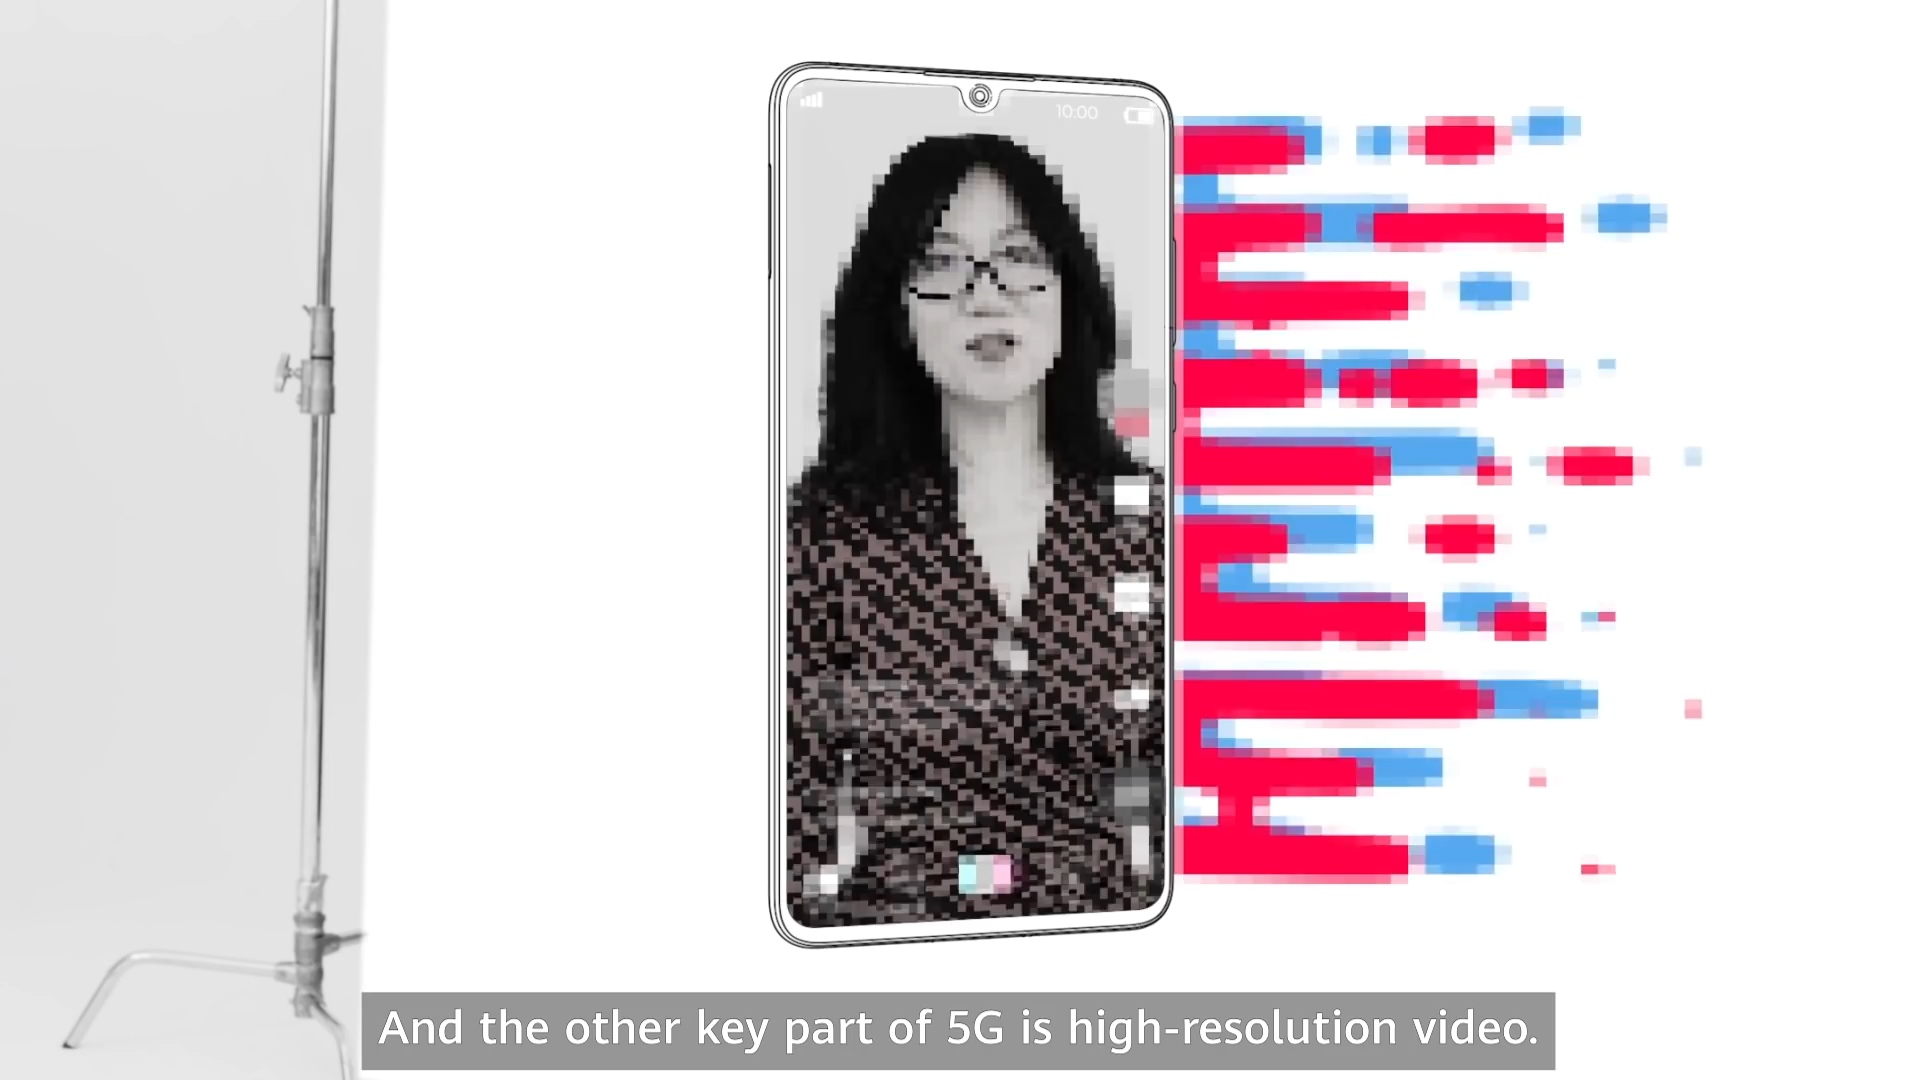 10:00
And the other key part of 5G is high-resolution video.